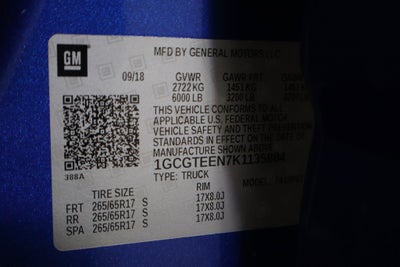 GM
MFD BY GENERAL MOTORS LLC
09/18 GVWR GAWR FRT
2722 KG 1451 KG
6000 LB 3200 LB
THIS VEHICLE CONFORMS TO ALL
APPLICABLE U.S. FEDERAL MOTOR
VEHICLE SAFETY AND THEFT PREVENTION
STANDARDS IN EFFECT ON THE DATE OF
MANUFACTURE SHOWN ABOVE
388A
TYPE: TRUCK
TIRE SIZE RIM
FRT 265/65R17 S 17X8.0J
RR 265/65R17 S 17X8.0J
SPA 265/65R17 S 17X8.0J